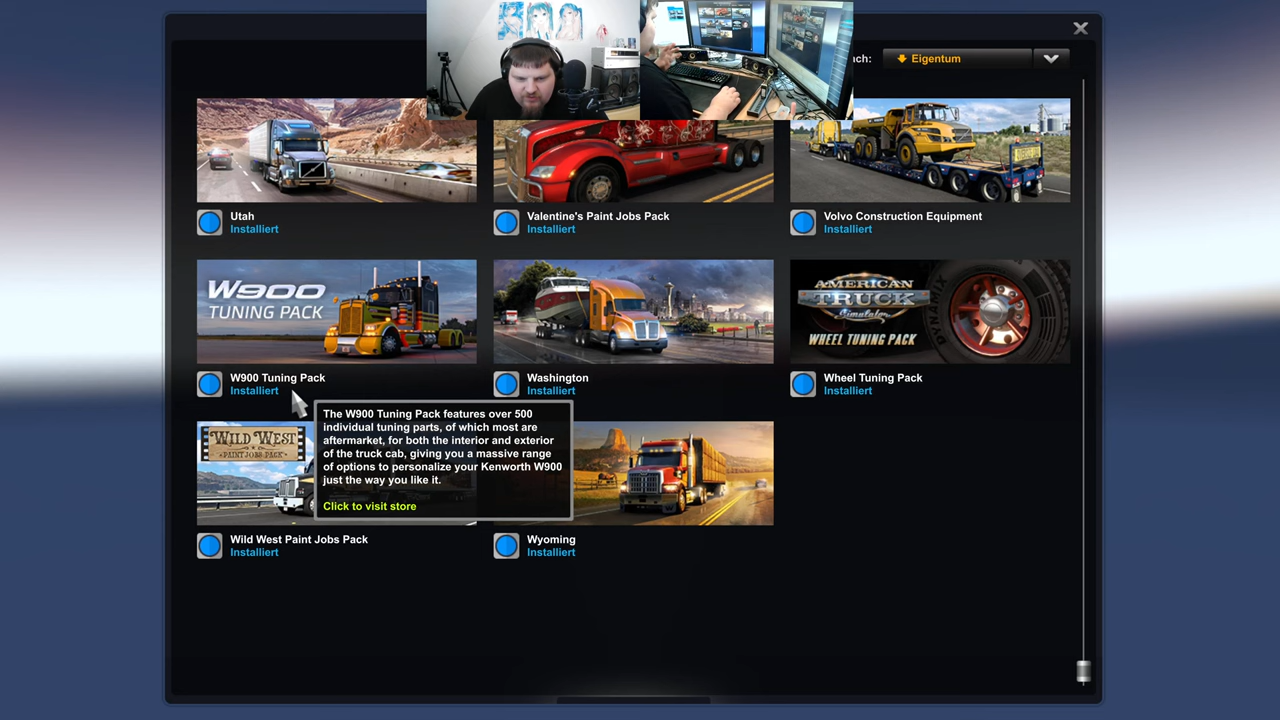 ch:
Eigentum
Utah
Installiert
Valentine's Paint Jobs Pack
Installiert
Volvo Construction Equipment
Installiert
W900
TUNING PACK
AMERICAN
TRUCK
Simulator
WHEEL TUNING PACK
W900 Tuning Pack
Installiert
Washington
Installiert
Wheel Tuning Pack
Installiert
The W900 Tuning Pack features over 500
individual tuning parts, of which most are
aftermarket, for both the interior and exterior
of the truck cab, giving you a massive range
of options to personalize your Kenworth W900
just the way you like it.
Click to visit store
WILD WEST
PAINT JOBS PACK
Wild West Paint Jobs Pack
Installiert
Wyoming
Installiert